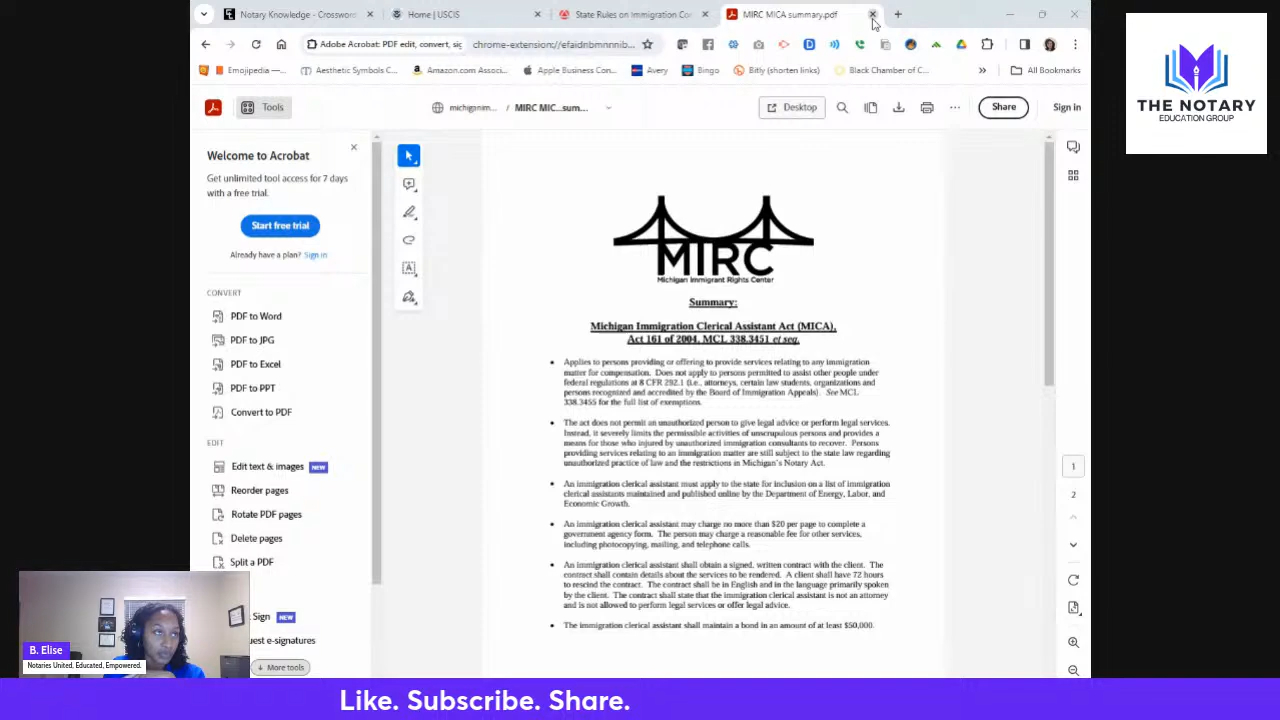 Notary Knowledge - Crossword
Home | USCIS
State Rules on Immigration Con
MIRC MICA summary.pdf
Adobe Acrobat: PDF edit, convert, sig
chrome-extension://efaidnbmnnnib...
Emojipedia —...
Aesthetic Symbols C...
Amazon.com Associ...
Apple Business Con...
Avery
Bingo
Bitly (shorten links)
Black Chamber of C...
All Bookmarks
Tools
michiganim...
/
MIRC MIC...sum...
Desktop
Share
Sign in
Welcome to Acrobat
Get unlimited tool access for 7 days
with a free trial.
Start free trial
Already have a plan? Sign in
CONVERT
PDF to Word
PDF to JPG
PDF to Excel
PDF to PPT
Convert to PDF
EDIT
Edit text & images NEW
Reorder pages
Rotate PDF pages
Delete pages
Split a PDF
Sign NEW
uest e-signatures
More tools
MIRC
Michigan Immigrant Rights Center
Summary:
Michigan Immigration Clerical Assistant Act (MICA),
Act 161 of 2004, MCL 338.3451 et seq.
• Applies to persons providing or offering to provide services relating to any immigration
matter for compensation. Does not apply to persons permitted to assist other people under
federal regulations at 8 CFR 292.1 (i.e., attorneys, certain law students, organizations and
persons recognized and accredited by the Board of Immigration Appeals). See MCL
338.3455 for the full list of exemptions.
• The act does not permit an unauthorized person to give legal advice or perform legal services.
Instead, it severely limits the permissible activities of unscrupulous persons and provides a
means for those who injured by unauthorized immigration consultants to recover. Persons
providing services relating to an immigration matter are still subject to the state law regarding
unauthorized practice of law and the restrictions in Michigan's Notary Act.
• An immigration clerical assistant must apply to the state for inclusion on a list of immigration
clerical assistants maintained and published online by the Department of Energy, Labor, and
Economic Growth.
• An immigration clerical assistant may charge no more than $20 per page to complete a
government agency form. The person may charge a reasonable fee for other services,
including photocopying, mailing, and telephone calls.
• An immigration clerical assistant shall obtain a signed, written contract with the client. The
contract shall contain details about the services to be rendered. A client shall have 72 hours
to rescind the contract. The contract shall be in English and in the language primarily spoken
by the client. The contract shall state that the immigration clerical assistant is not an attorney
and is not allowed to perform legal services or offer legal advice.
• The immigration clerical assistant shall maintain a bond in an amount of at least $50,000.
1
2
THE NOTARY
EDUCATION GROUP
B. Elise
Notaries United, Educated, Empowered.
Like. Subscribe. Share.